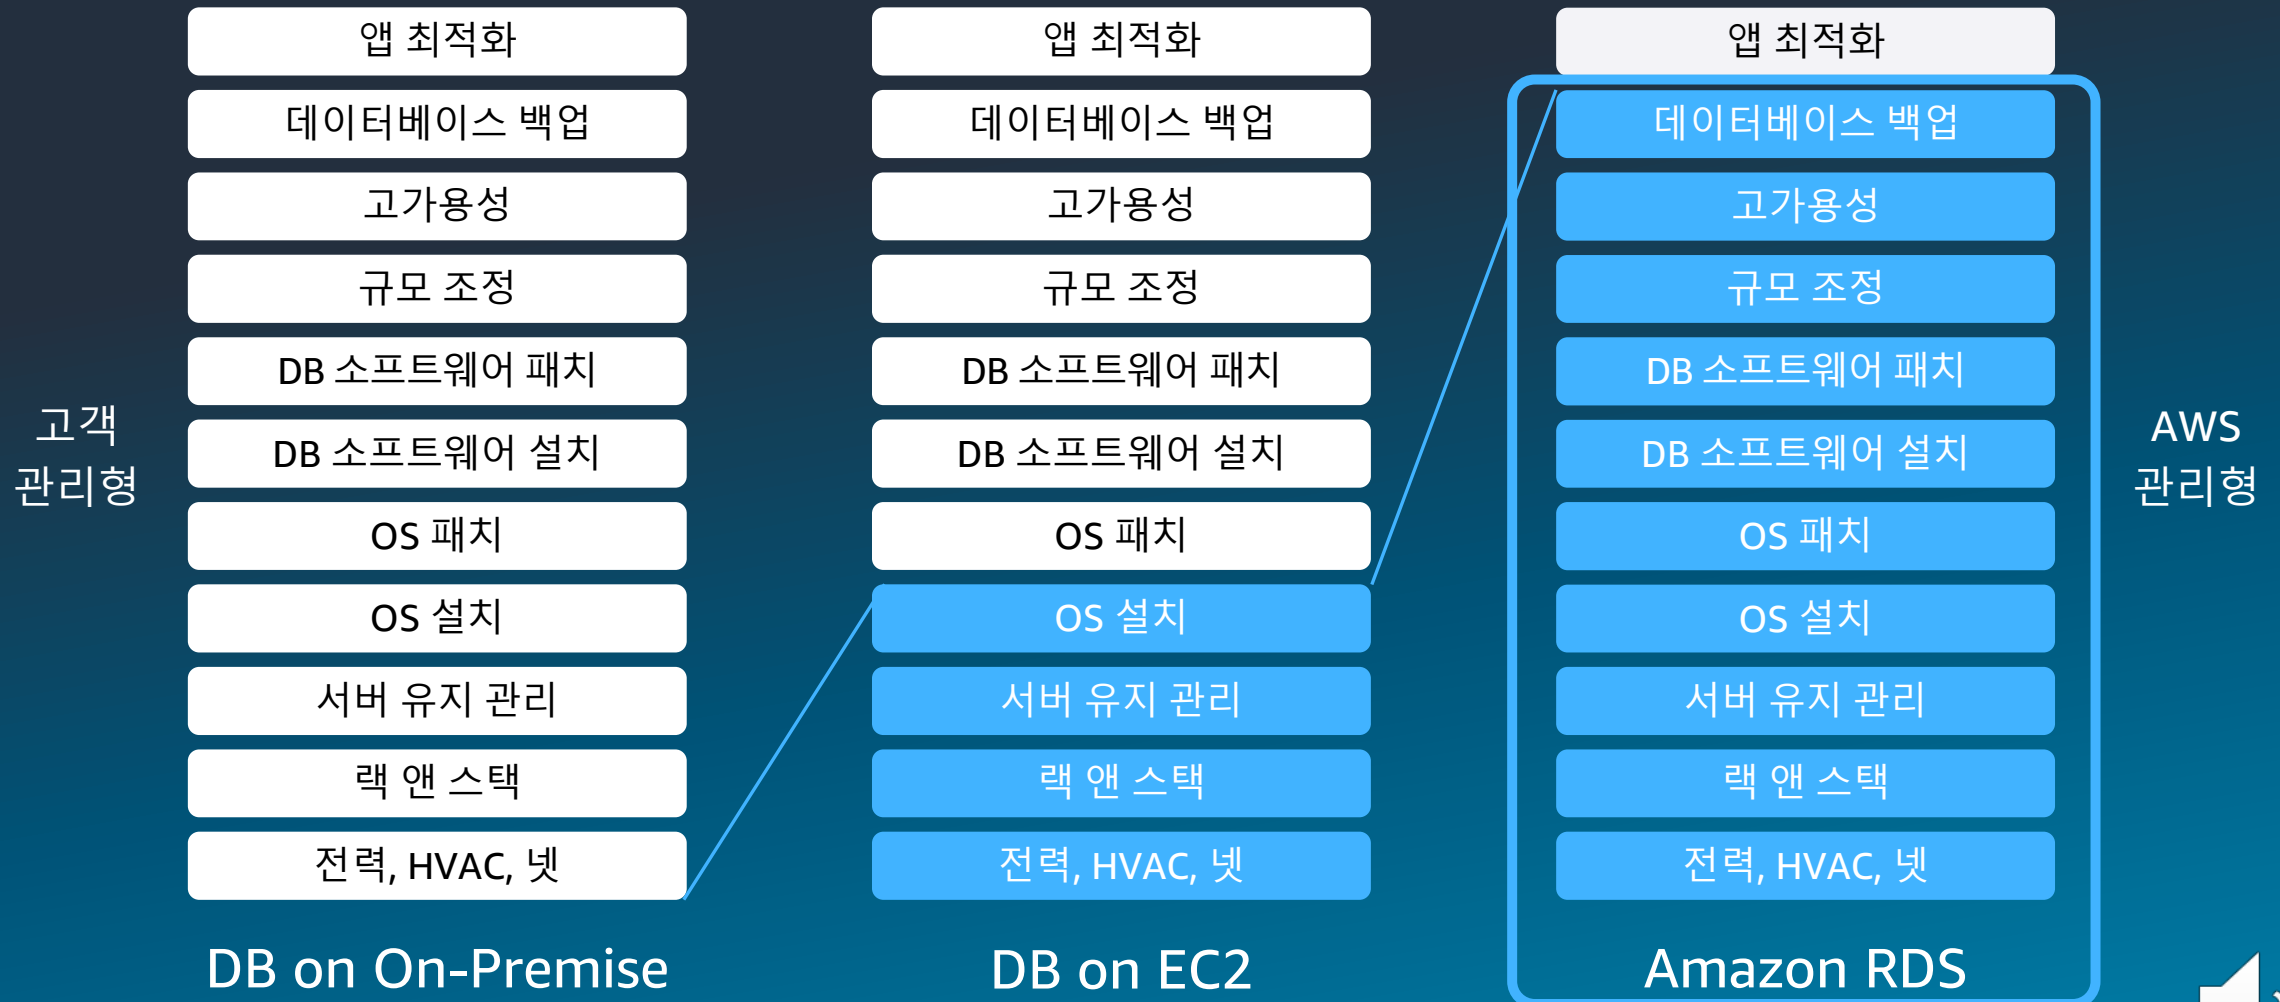 고객
관리형
앱 최적화
데이터베이스 백업
고가용성
규모 조정
DB 소프트웨어 패치
DB 소프트웨어 설치
OS 패치
OS 설치
서버 유지 관리
랙 앤 스택
전력, HVAC, 넷
DB on On-Premise
앱 최적화
데이터베이스 백업
고가용성
규모 조정
DB 소프트웨어 패치
DB 소프트웨어 설치
OS 패치
OS 설치
서버 유지 관리
랙 앤 스택
전력, HVAC, 넷
DB on EC2
앱 최적화
데이터베이스 백업
고가용성
규모 조정
DB 소프트웨어 패치
DB 소프트웨어 설치
OS 패치
OS 설치
서버 유지 관리
랙 앤 스택
전력, HVAC, 넷
Amazon RDS
AWS
관리형